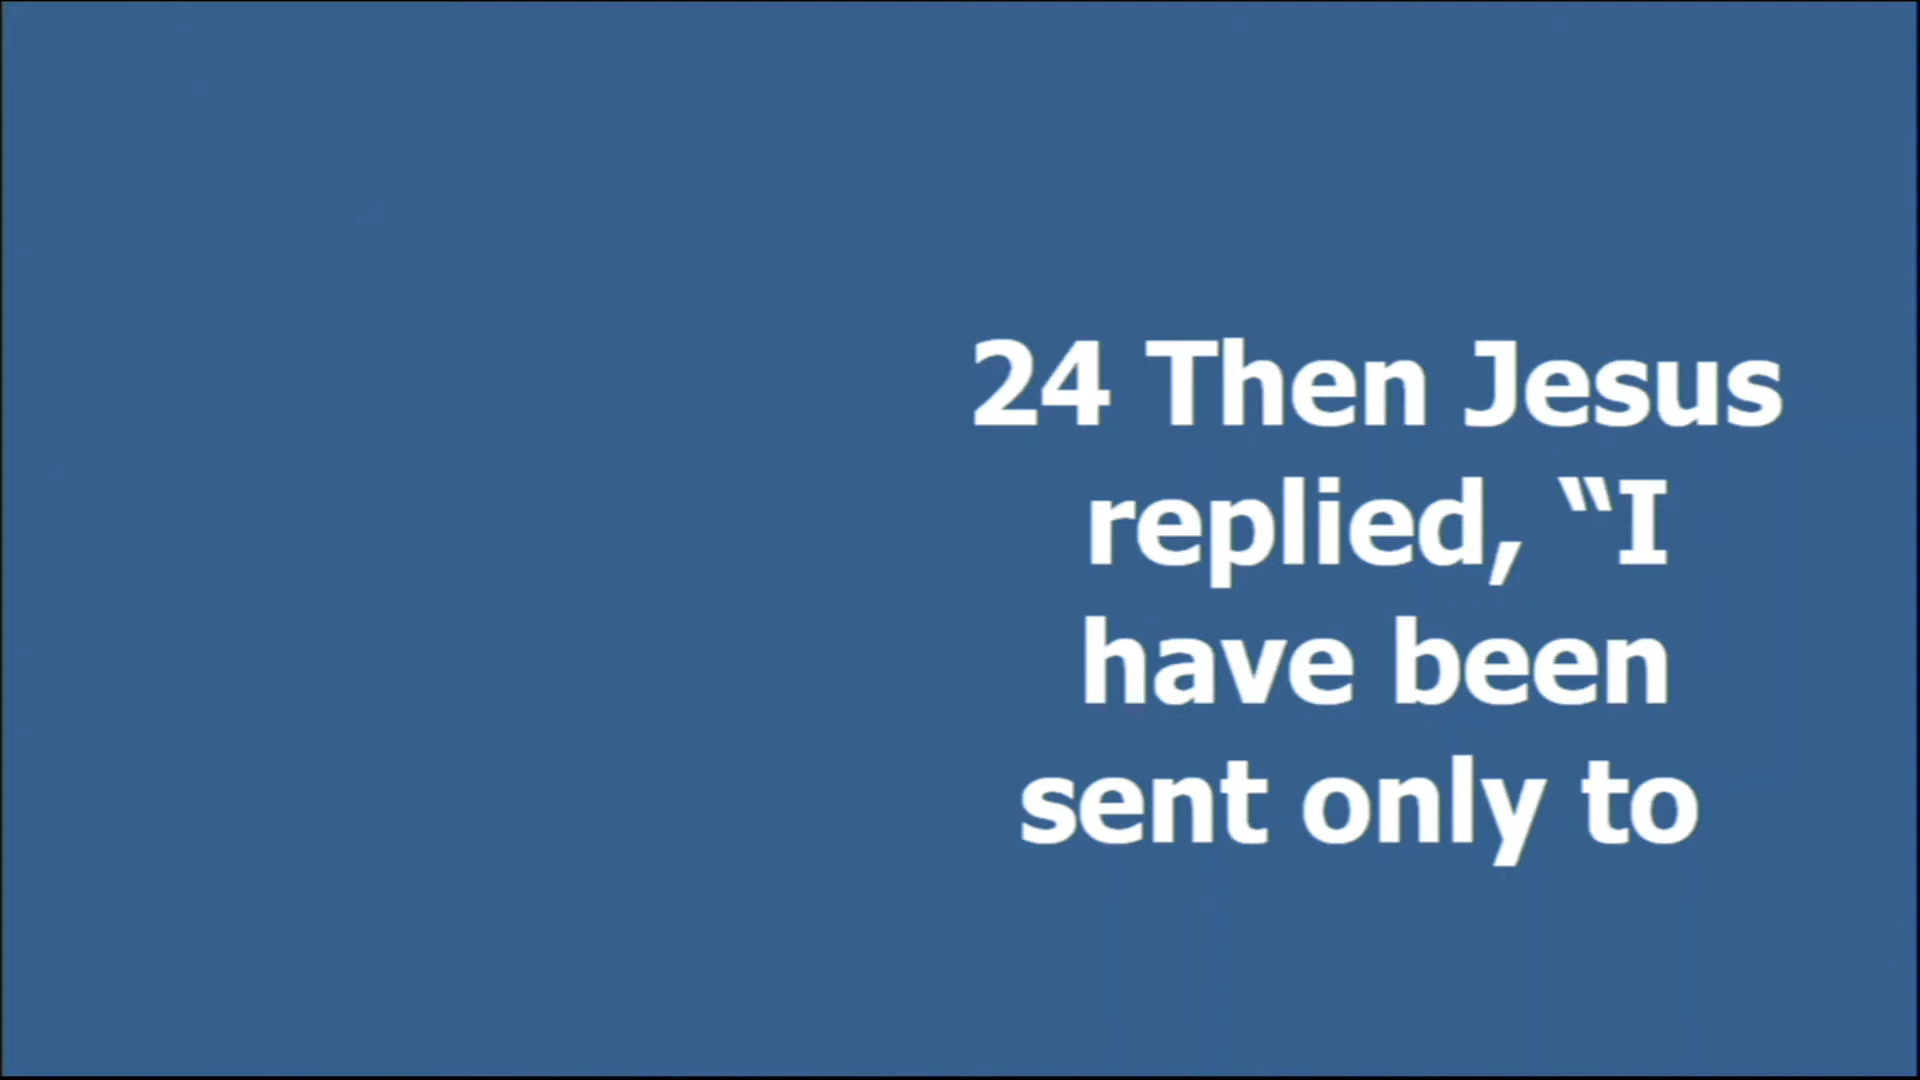 24 Then Jesus
replied, “I
have been
sent only to